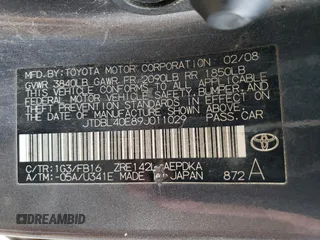 MFD. BY: TOYOTA MOTOR CORPORATION 02/08
GVWR 3840LB GAWR FR 2090LB RR 1850LB
THIS VEHICLE CONFORMS TO ALL APPLICABLE
FEDERAL MOTOR VEHICLE SAFETY, BUMPER, AND
THEFT PREVENTION STANDARDS IN EFFECT ON THE
DATE OF MANUFACTURE SHOWN ABOVE.
JTDBL40E89J011029 PASS.CAR
C/TR:1G3/FB16 ZRE142L-AEPDKA A
A/TM:-05A/U341E MADE IN JAPAN 872
TOYOTA
RIDESAFELY